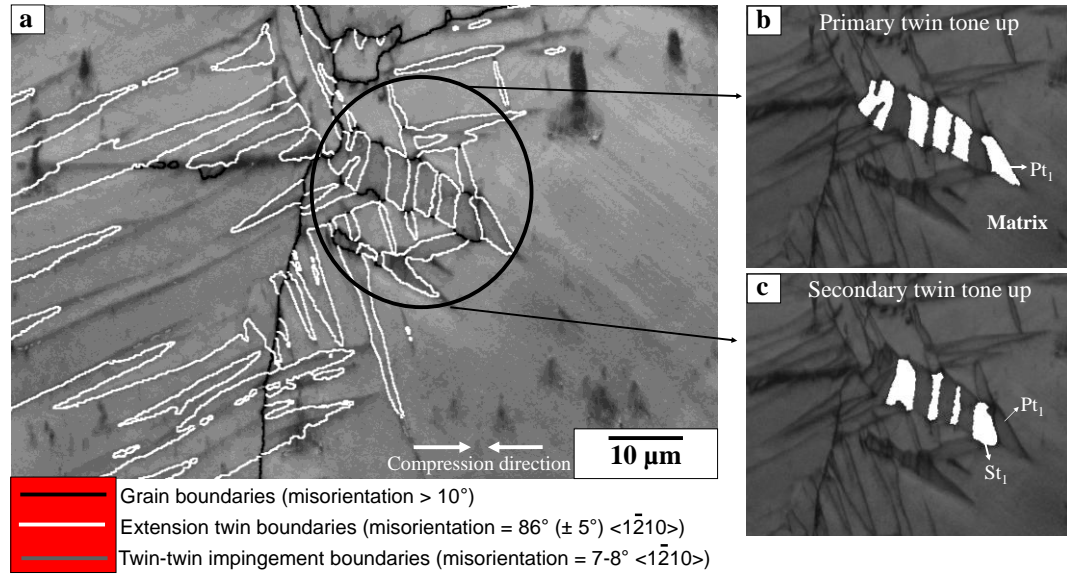 a
Compression direction
10 µm
Grain boundaries (misorientation > 10°)
Extension twin boundaries (misorientation = 86° (± 5°) <12̄10>)
Twin-twin impingement boundaries (misorientation = 7-8° <12̄10>)
b
Primary twin tone up
Pt₁
Matrix
c
Secondary twin tone up
Pt₁
St₁